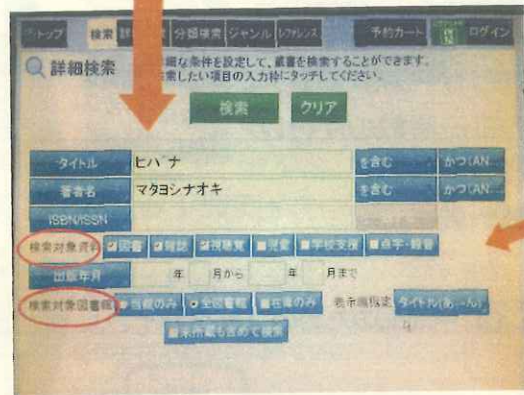 トップ 検索 詳 検索 分類検索 ジャンル レファレンス 予約カート ログイン
詳細検索 細な条件を設定して、蔵書を検索することができます。
索したい項目の入力枠にタッチしてください。
検索 クリア
タイトル ヒバナ を含む かつ(AN...
著者名 マタヨシナオキ を含む かつ(AN...
ISBN/ISSN
検索対象資料 図書 雑誌 視聴覚 児童 学校支援 点字・録音
出版年月 年 月から 年 月まで
検索対象図書館 当館のみ 全図書館 在庫のみ 表示順指定 タイトル(あ→ん)
未所蔵も含めて検索